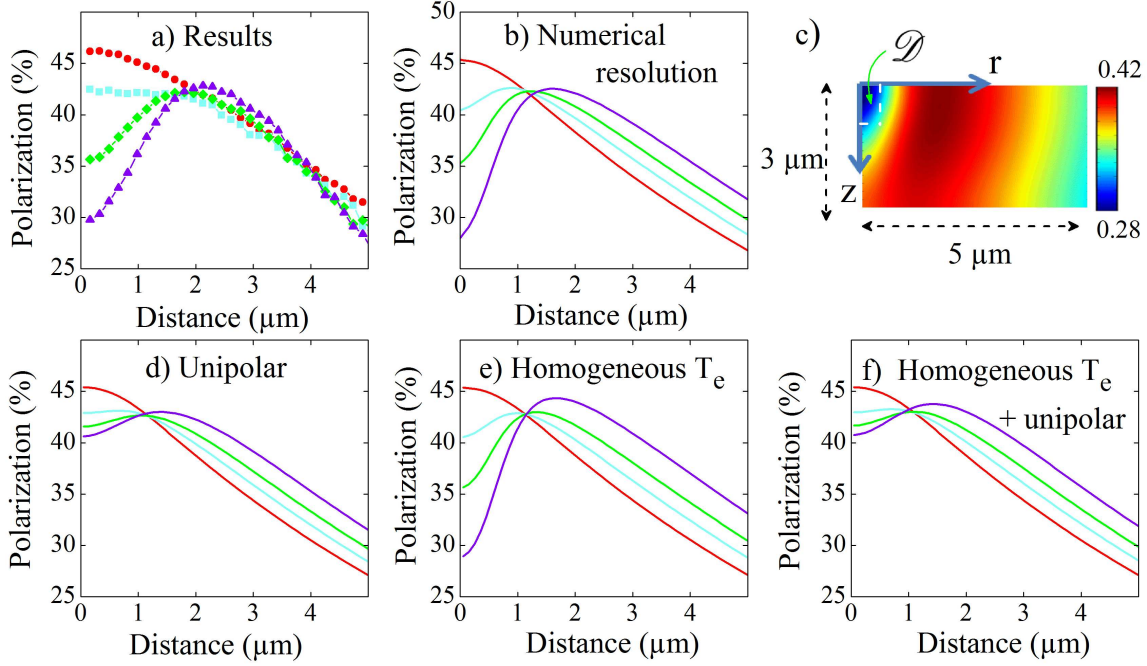 a) Results
Polarization (%)
45
40
35
30
25
0 1 2 3 4
Distance (µm)
b) Numerical
resolution
Polarization (%)
50
45
40
35
30
25
0 1 2 3 4
Distance (µm)
c)
𝒟
r
z
3 µm
5 µm
0.42
0.28
d) Unipolar
Polarization (%)
45
40
35
30
25
0 1 2 3 4
Distance (µm)
e) Homogeneous Te
Polarization (%)
45
40
35
30
25
0 1 2 3 4
Distance (µm)
f) Homogeneous Te
+ unipolar
Polarization (%)
45
40
35
30
25
0 1 2 3 4
Distance (µm)